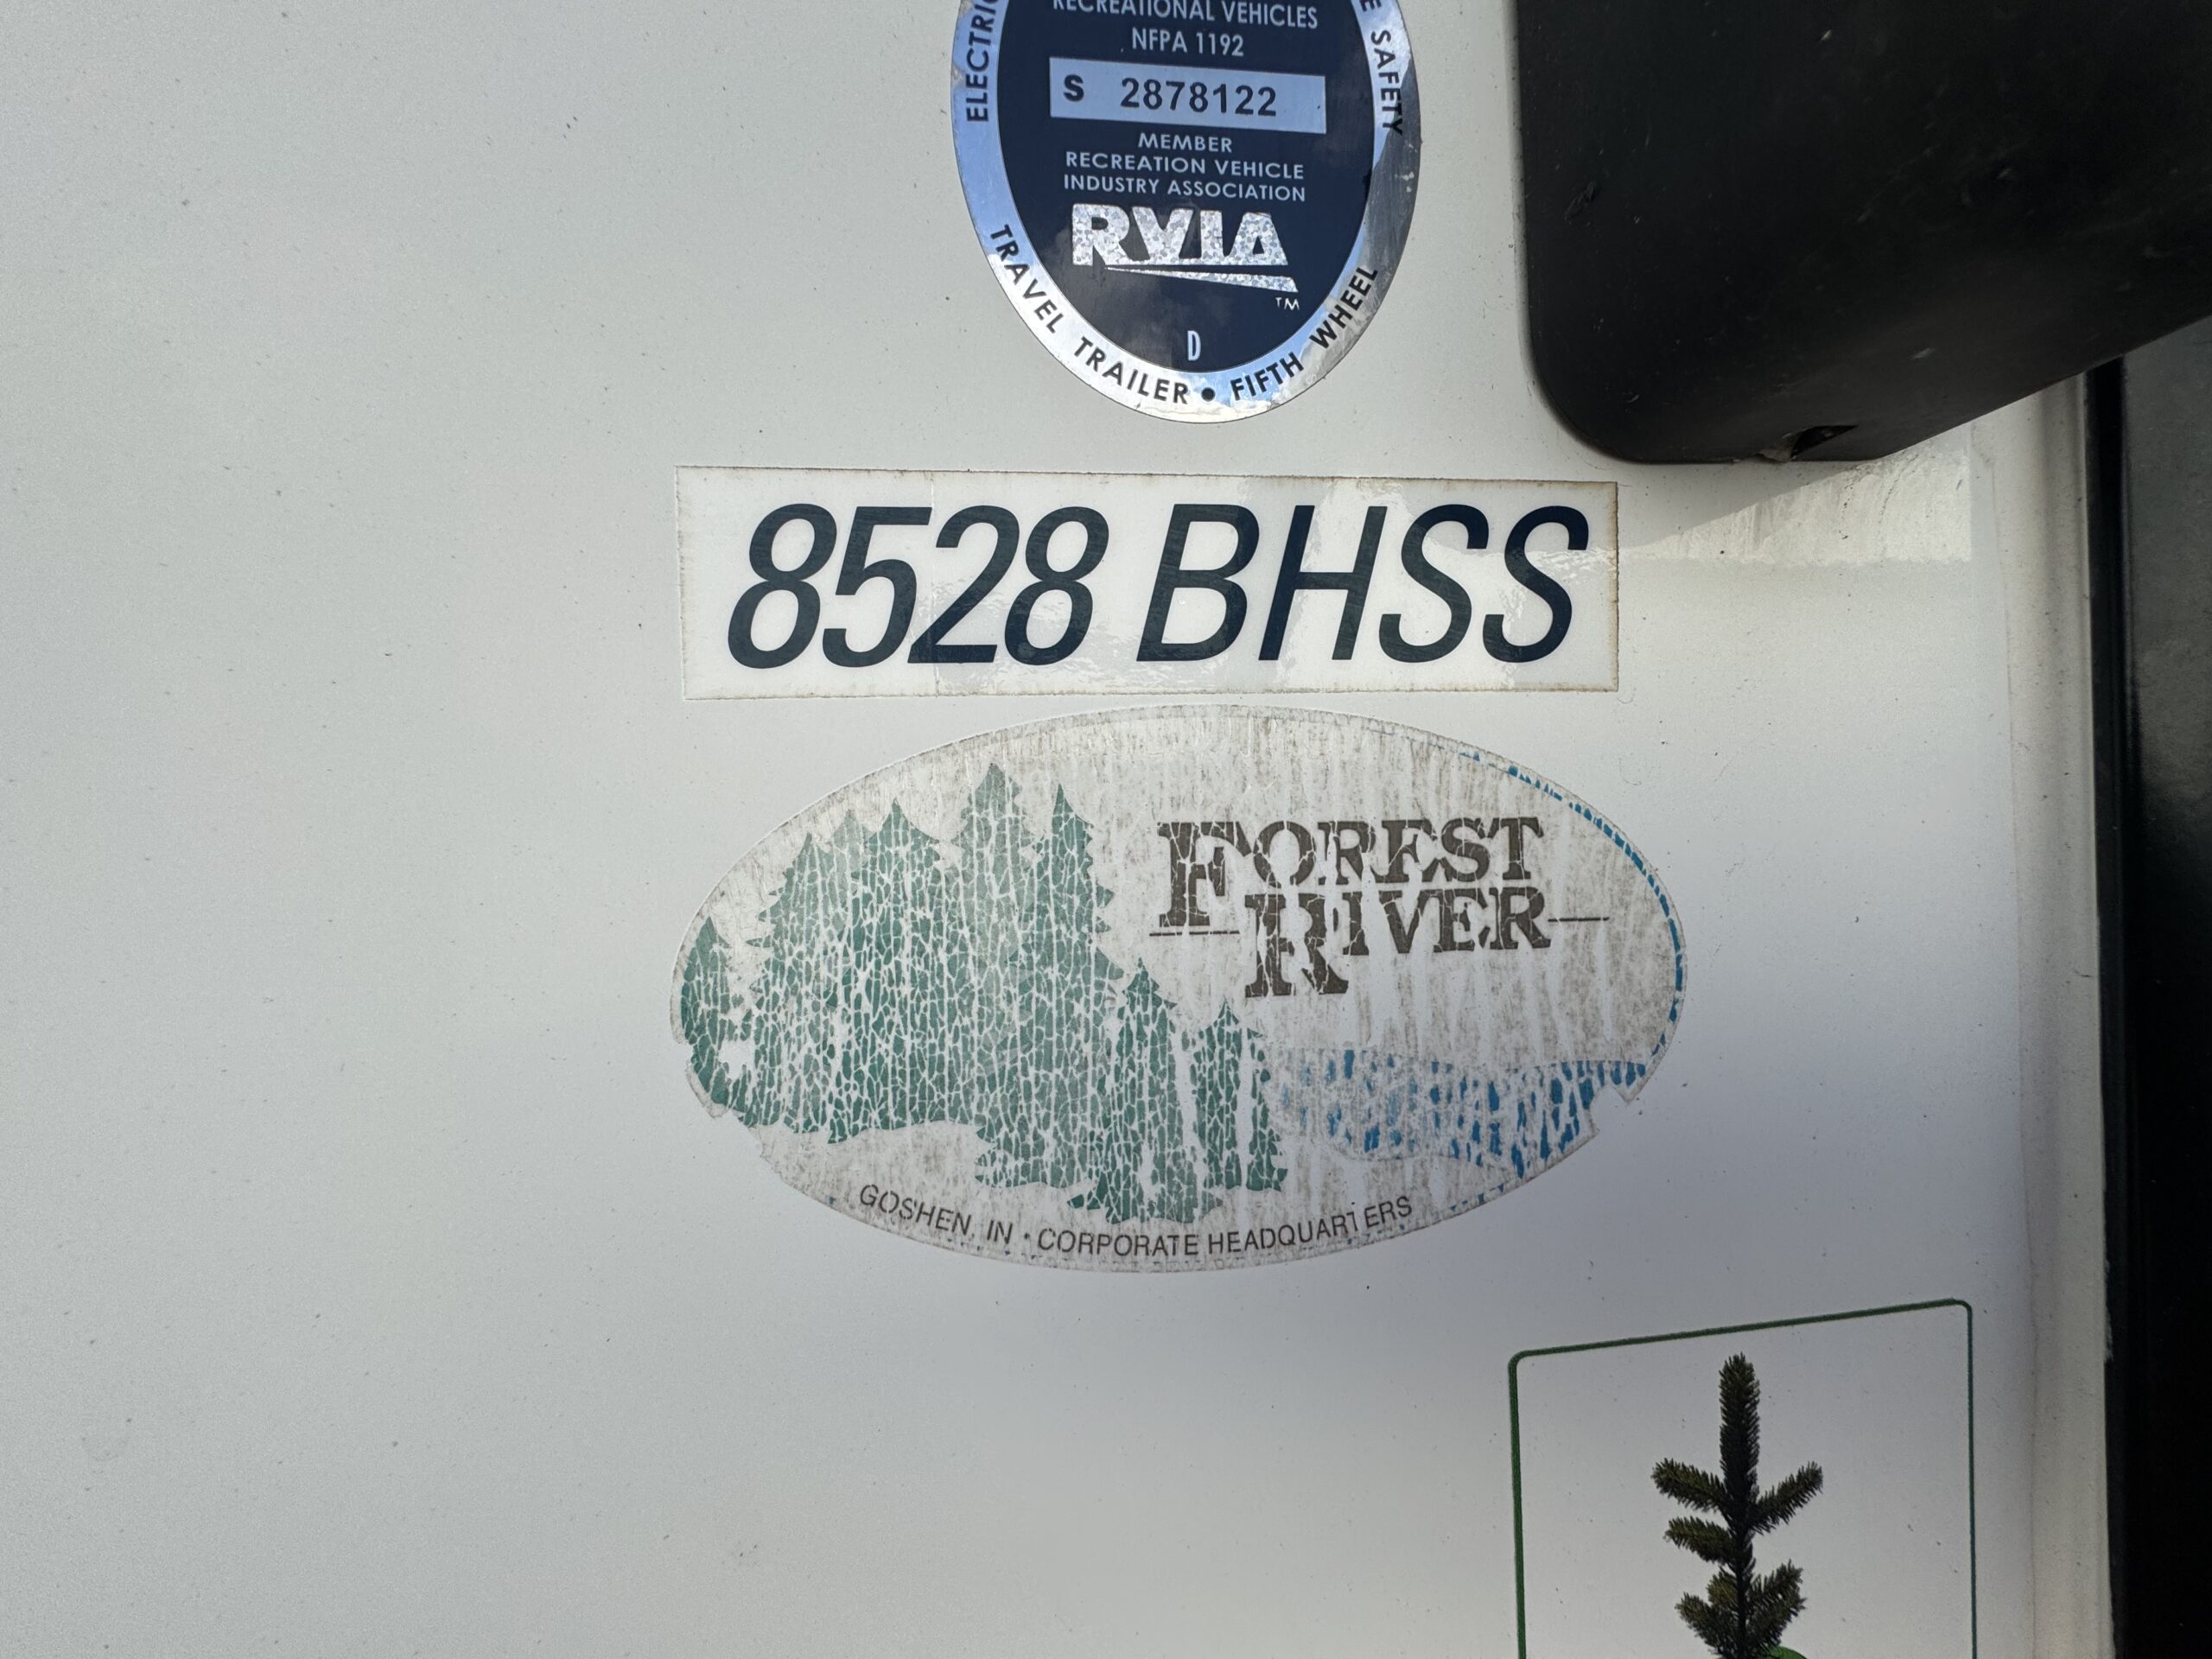 ELECTRIC
RECREATIONAL VEHICLES
NFPA 1192
SAFETY
S 2878122
MEMBER
RECREATION VEHICLE
INDUSTRY ASSOCIATION
RVIA
TM
D
TRAVEL TRAILER • FIFTH WHEEL
8528 BHSS
FOREST
RIVER
GOSHEN, IN • CORPORATE HEADQUARTERS